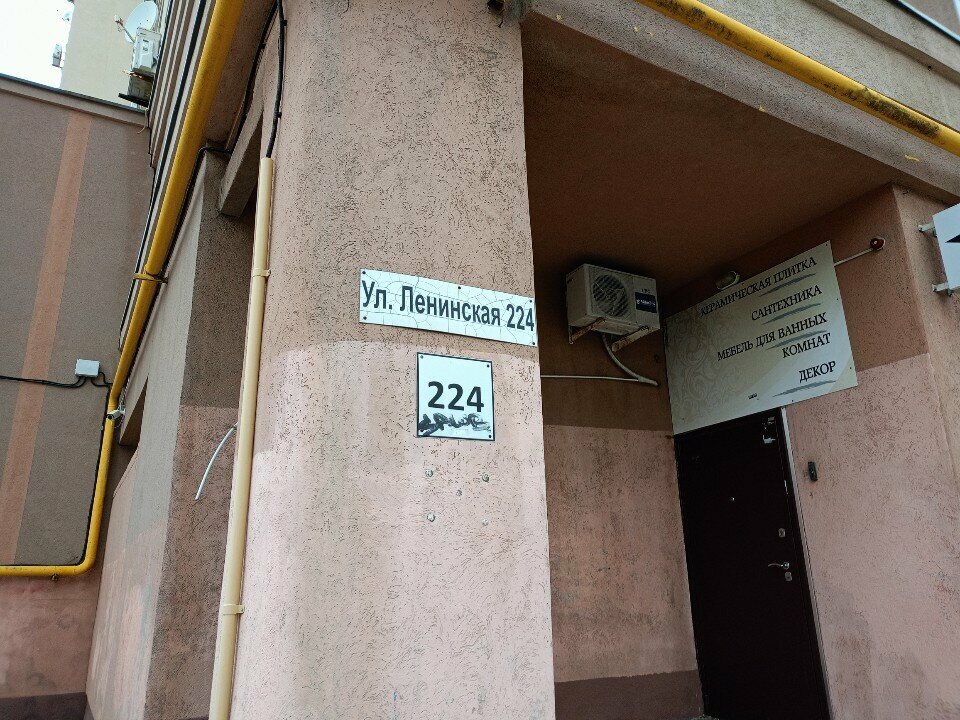 Ул. Ленинская 224
224
КЕРАМИЧЕСКАЯ ПЛИТКА
САНТЕХНИКА
МЕБЕЛЬ ДЛЯ ВАННЫХ
КОМНАТ
ДЕКОР